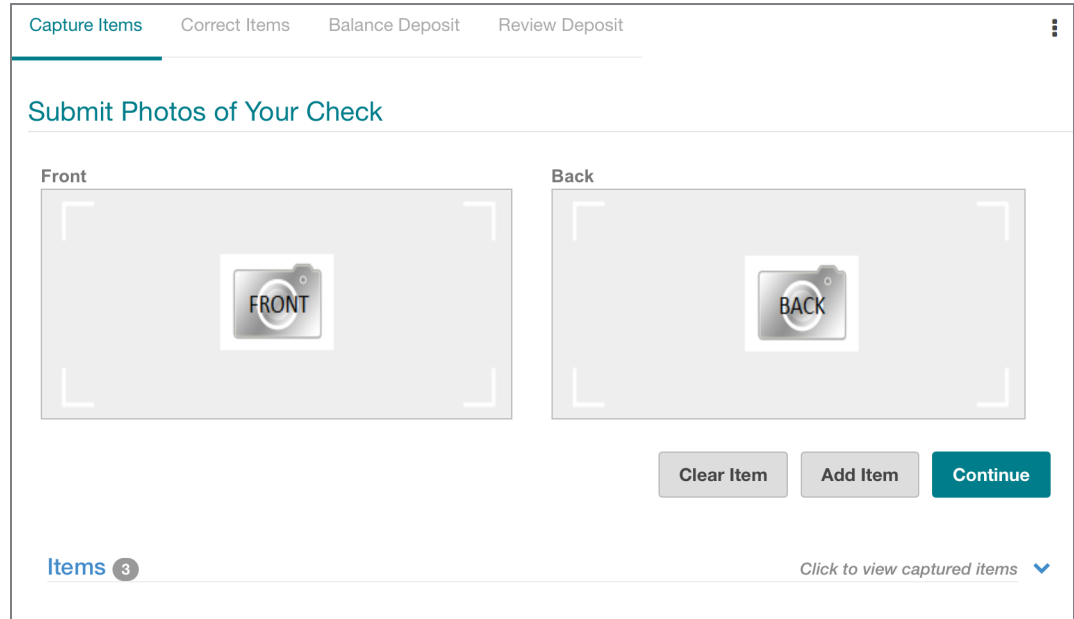 Capture Items Correct Items Balance Deposit Review Deposit
Submit Photos of Your Check
Front Back
FRONT BACK
Clear Item Add Item Continue
Items 3 Click to view captured items